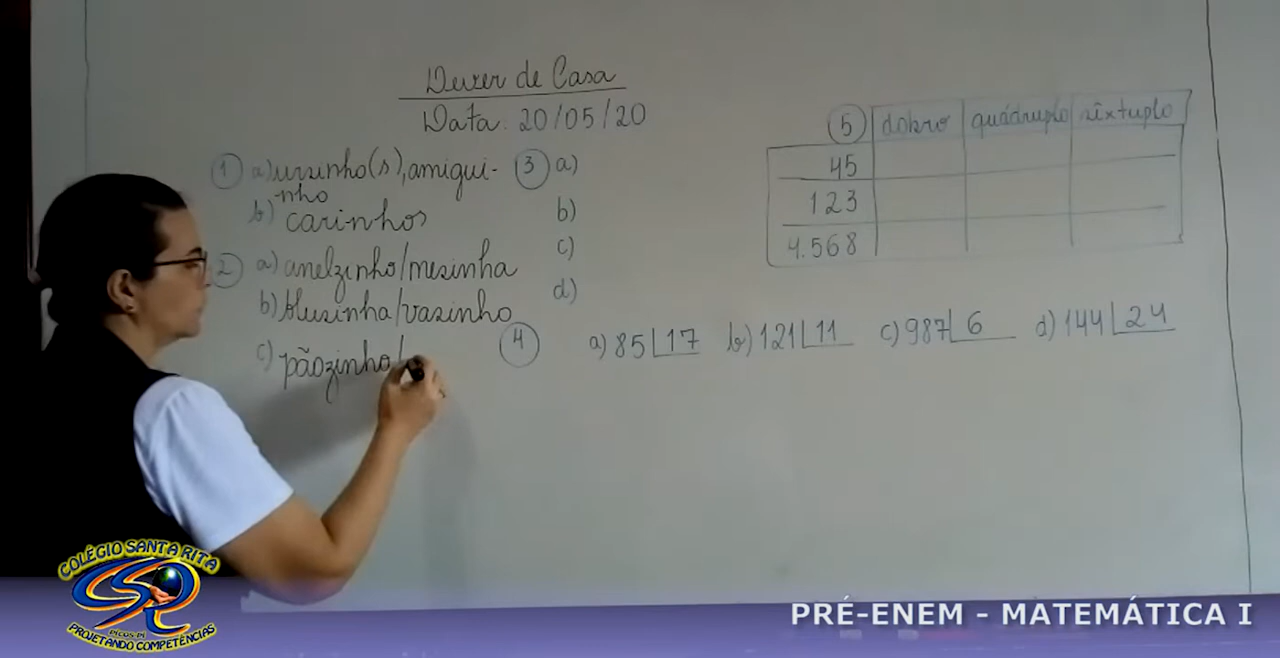 Dever de Casa
Data: 20/05/20
1 a) ursinho(s), amigui-
-nho
b) carinhos
2 a) anelzinho/mesinha
b) blusinha/vasinho
c) pãozinho/
3 a)
b)
c)
d)
4 a) 85 17 b) 121 11 c) 987 6 d) 144 24
5 dobro quádruplo sêxtuplo
45
123
4.568
COLÉGIO SANTA RITA
PICOS-PI
PROJETANDO COMPETÊNCIAS
PRÉ-ENEM - MATEMÁTICA I